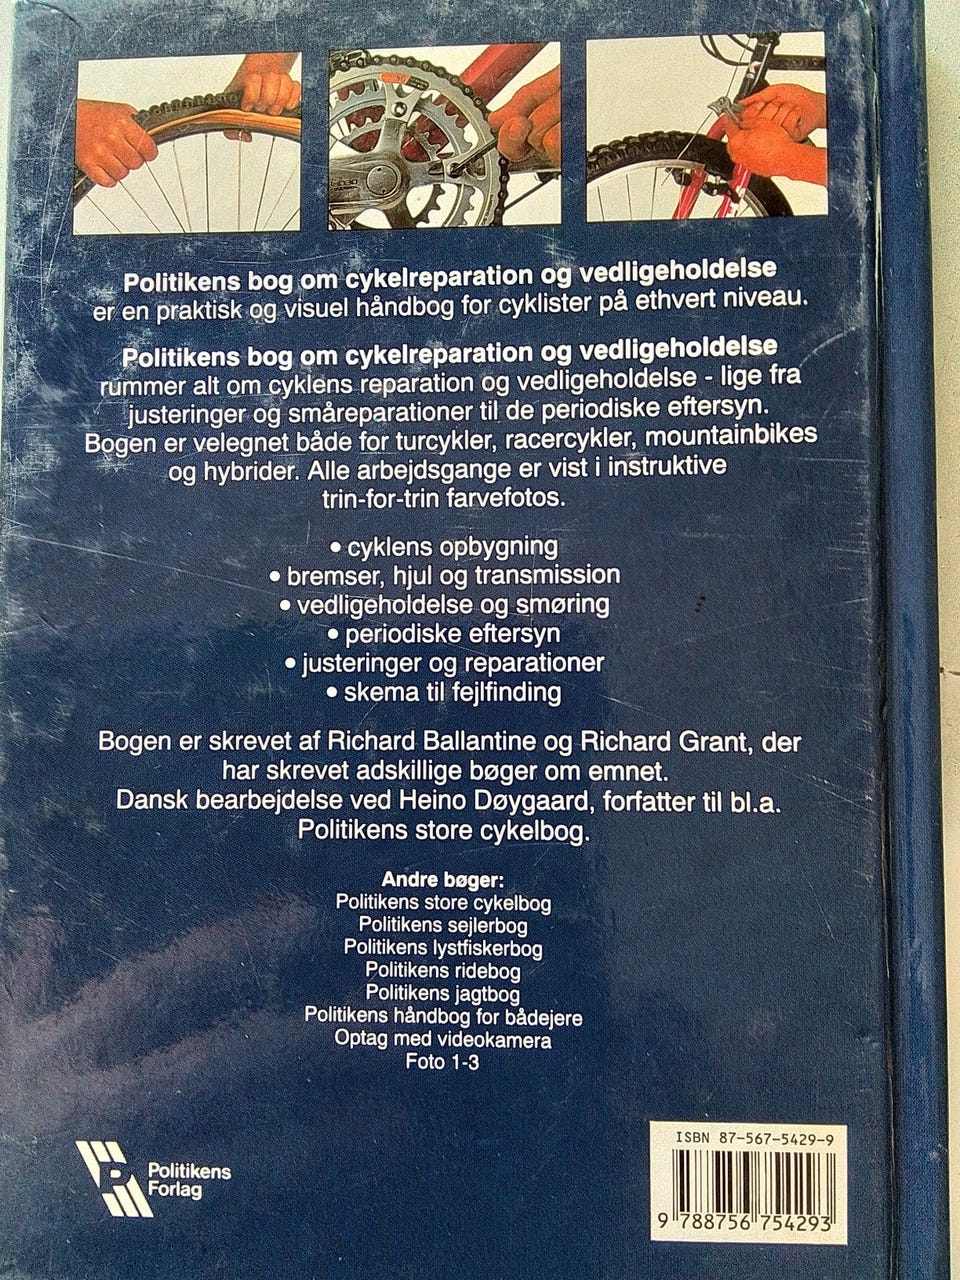 Politikens bog om cykelreparation og vedligeholdelse
er en praktisk og visuel håndbog for cyklister på ethvert niveau.
Politikens bog om cykelreparation og vedligeholdelse
rummer alt om cyklens reparation og vedligeholdelse - lige fra
justeringer og småreparationer til de periodiske eftersyn.
Bogen er velegnet både for turcykler, racercykler, mountainbikes
og hybrider. Alle arbejdsgange er vist i instruktive
trin-for-trin farvefotos.
• cyklens opbygning
• bremser, hjul og transmission
• vedligeholdelse og smøring
• periodiske eftersyn
• justeringer og reparationer
• skema til fejlfinding
Bogen er skrevet af Richard Ballantine og Richard Grant, der
har skrevet adskillige bøger om emnet.
Dansk bearbejdelse ved Heino Døygaard, forfatter til bl.a.
Politikens store cykelbog.
Andre bøger:
Politikens store cykelbog
Politikens sejlerbog
Politikens lystfiskerbog
Politikens ridebog
Politikens jagtbog
Politikens håndbog for bådejere
Optag med videokamera
Foto 1-3
P
Politikens
Forlag
ISBN 87-567-5429-9
9 788756 754293